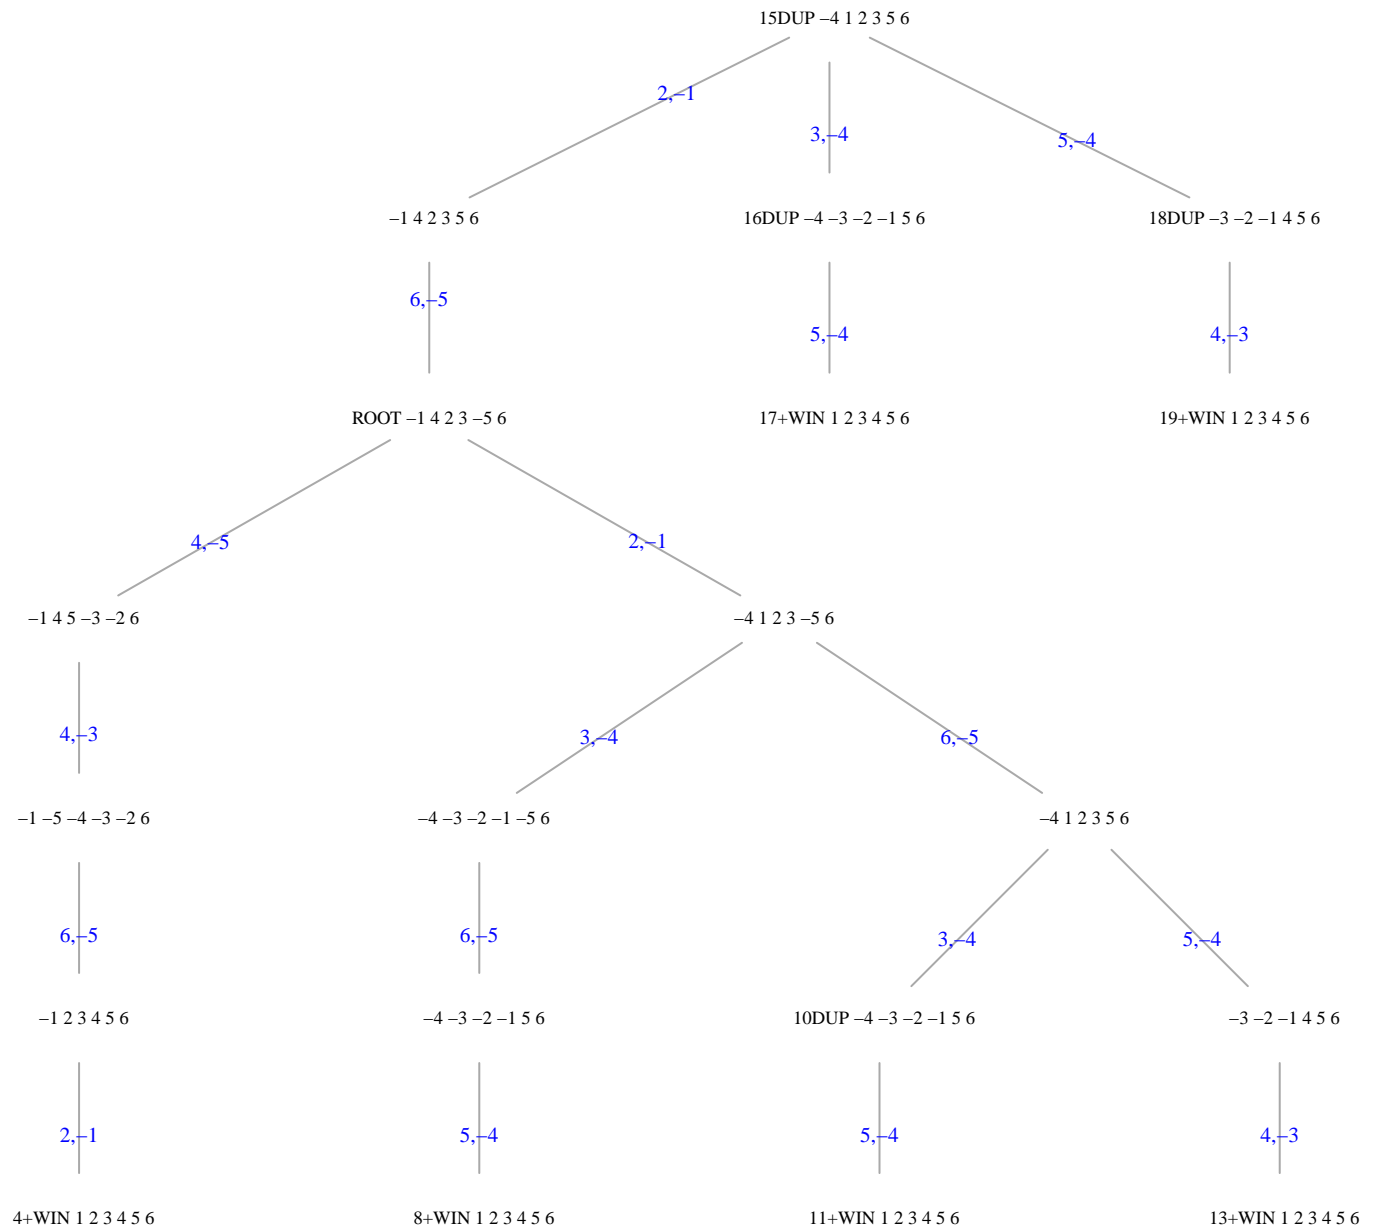 15DUP –4 1 2 3 5 6
2,–1
3,–4
5,–4
–1 4 2 3 5 6
16DUP –4 –3 –2 –1 5 6
18DUP –3 –2 –1 4 5 6
6,–5
5,–4
4,–3
ROOT –1 4 2 3 –5 6
17+WIN 1 2 3 4 5 6
19+WIN 1 2 3 4 5 6
4,–5
2,–1
–1 4 5 –3 –2 6
–4 1 2 3 –5 6
4,–3
3,–4
6,–5
–1 –5 –4 –3 –2 6
–4 –3 –2 –1 –5 6
–4 1 2 3 5 6
6,–5
6,–5
3,–4
5,–4
–1 2 3 4 5 6
–4 –3 –2 –1 5 6
10DUP –4 –3 –2 –1 5 6
–3 –2 –1 4 5 6
2,–1
5,–4
5,–4
4,–3
4+WIN 1 2 3 4 5 6
8+WIN 1 2 3 4 5 6
11+WIN 1 2 3 4 5 6
13+WIN 1 2 3 4 5 6